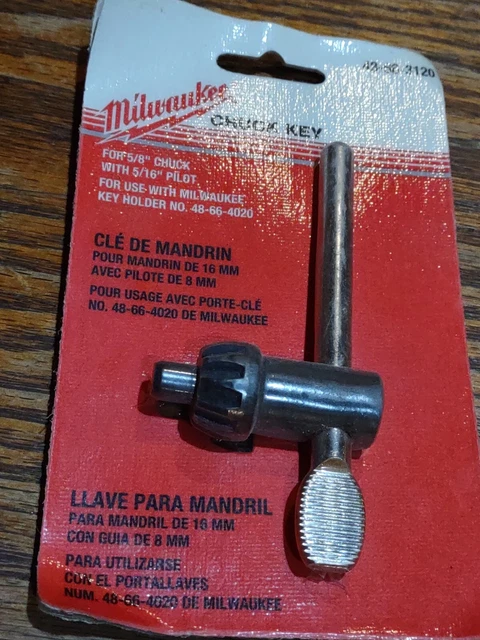 Milwaukee
CHUCK KEY
FOR 5/8" CHUCK
WITH 5/16" PILOT
FOR USE WITH MILWAUKEE
KEY HOLDER NO. 48-66-4020
CLÉ DE MANDRIN
POUR MANDRIN DE 16 MM
AVEC PILOTE DE 8 MM
POUR USAGE AVEC PORTE-CLÉ
NO. 48-66-4020 DE MILWAUKEE
LLAVE PARA MANDRIL
PARA MANDRIL DE 16 MM
CON GUIA DE 8 MM
PARA UTILIZARSE
CON EL PORTALLAVES
NUM. 48-66-4020 DE MILWAUKEE